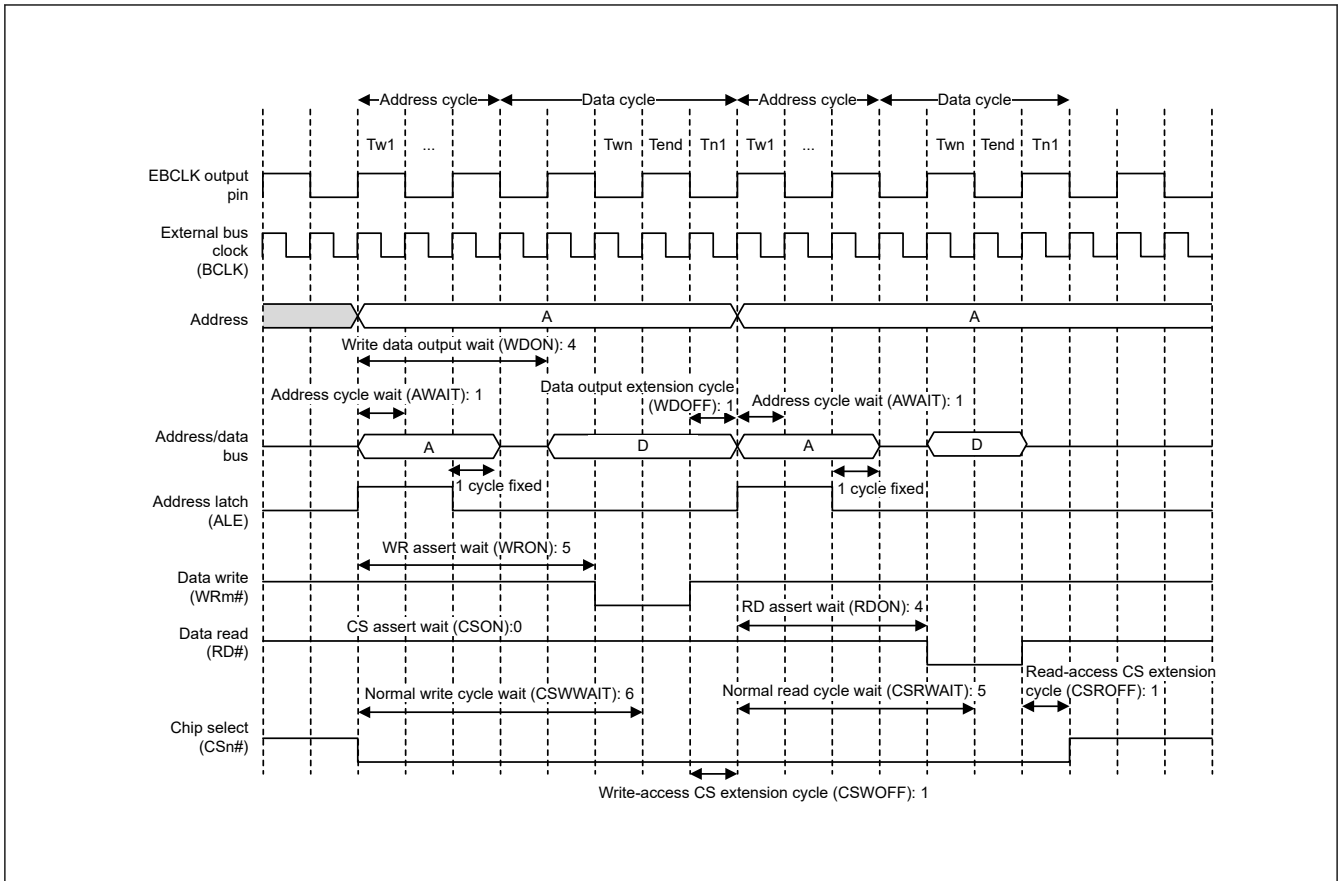 Address cycle Data cycle Address cycle Data cycle
Tw1 ... Twn Tend Tn1 Tw1 ... Twn Tend Tn1
EBCLK output
pin
External bus
clock
(BCLK)
Address
A A
Write data output wait (WDON): 4
Address cycle wait (AWAIT): 1
Data output extension cycle
(WDOFF): 1
Address cycle wait (AWAIT): 1
Address/data
bus
A D A D
1 cycle fixed 1 cycle fixed
Address latch
(ALE)
WR assert wait (WRON): 5
Data write
(WRm#)
RD assert wait (RDON): 4
CS assert wait (CSON):0
Data read
(RD#)
Read-access CS extension
cycle (CSROFF): 1
Normal write cycle wait (CSWWAIT): 6
Normal read cycle wait (CSRWAIT): 5
Chip select
(CSn#)
Write-access CS extension cycle (CSWOFF): 1